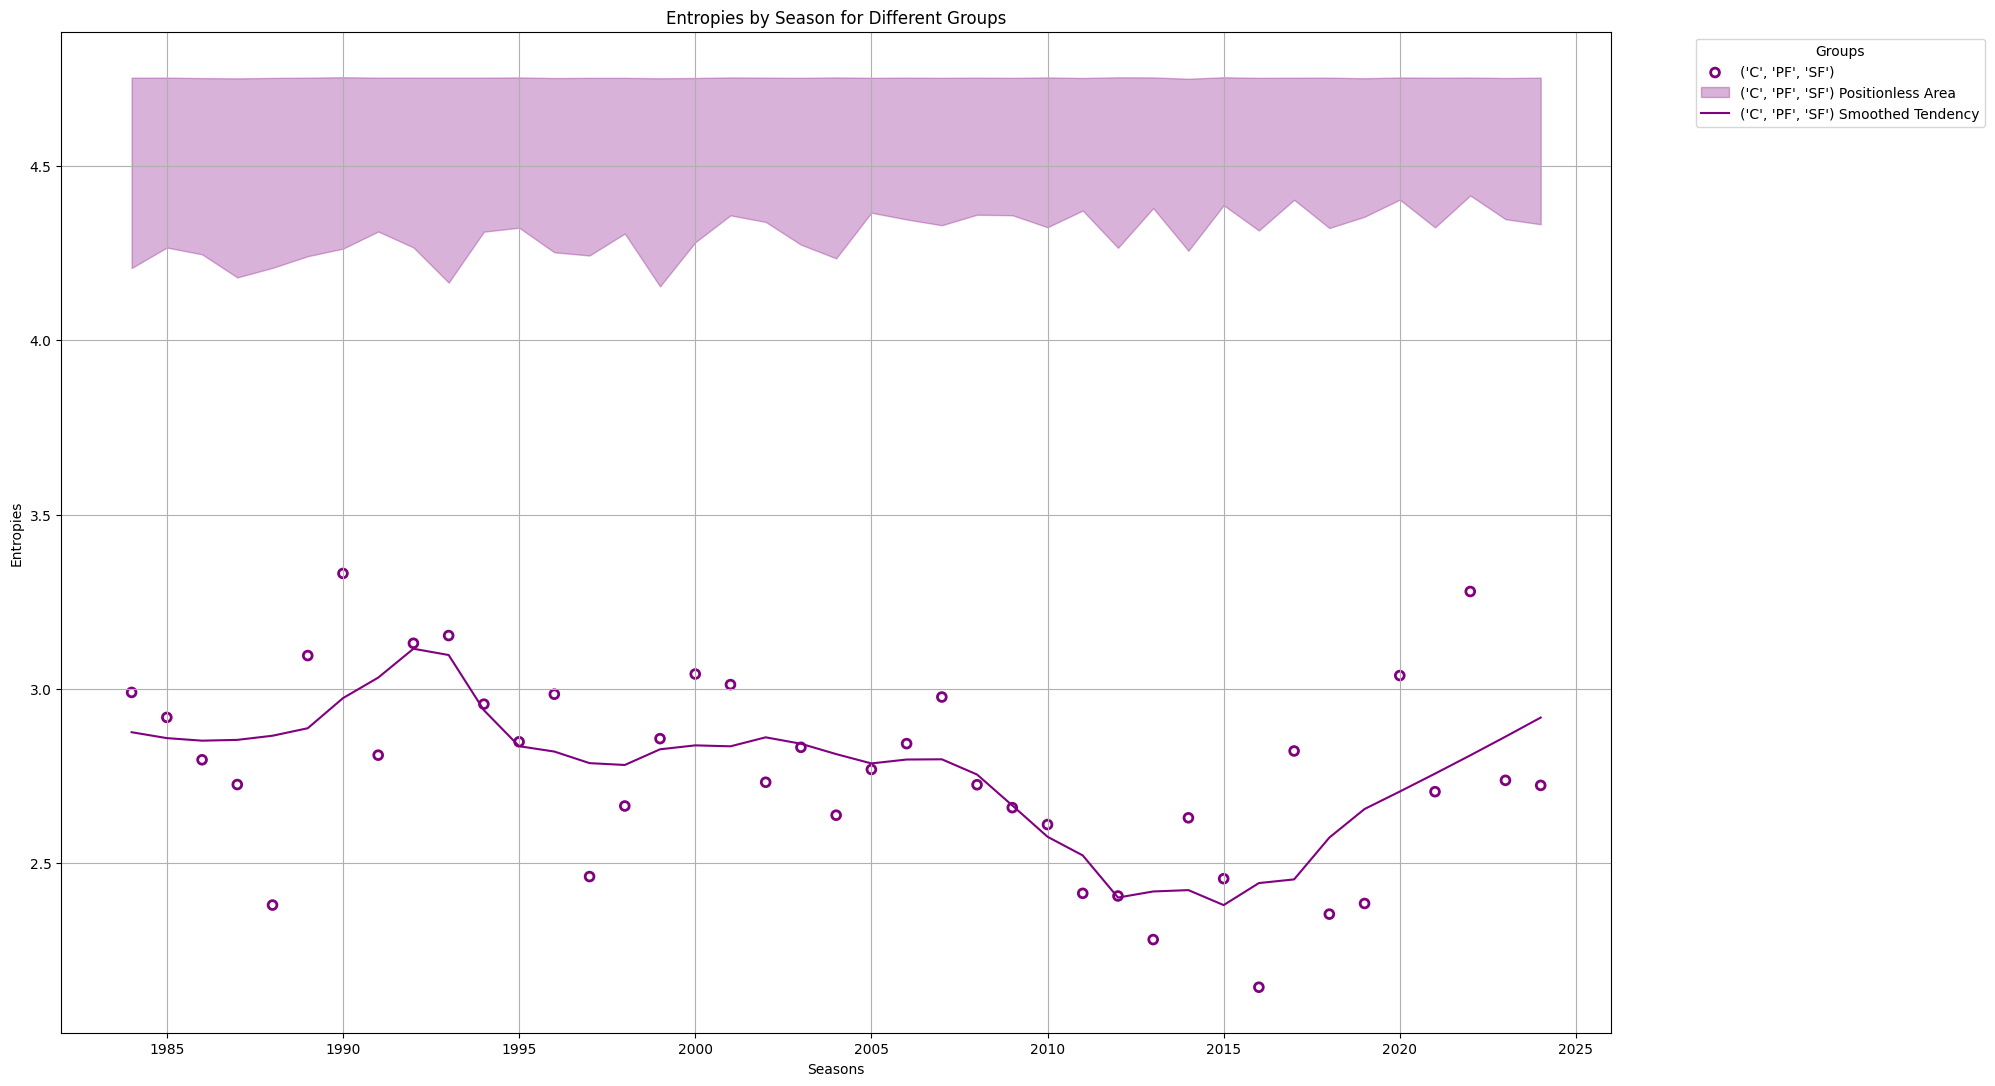 Entropies by Season for Different Groups
Groups
('C', 'PF', 'SF')
('C', 'PF', 'SF') Positionless Area
('C', 'PF', 'SF') Smoothed Tendency
4.5
4.0
3.5
3.0
2.5
Entropies
1985 1990 1995 2000 2005 2010 2015 2020 2025
Seasons